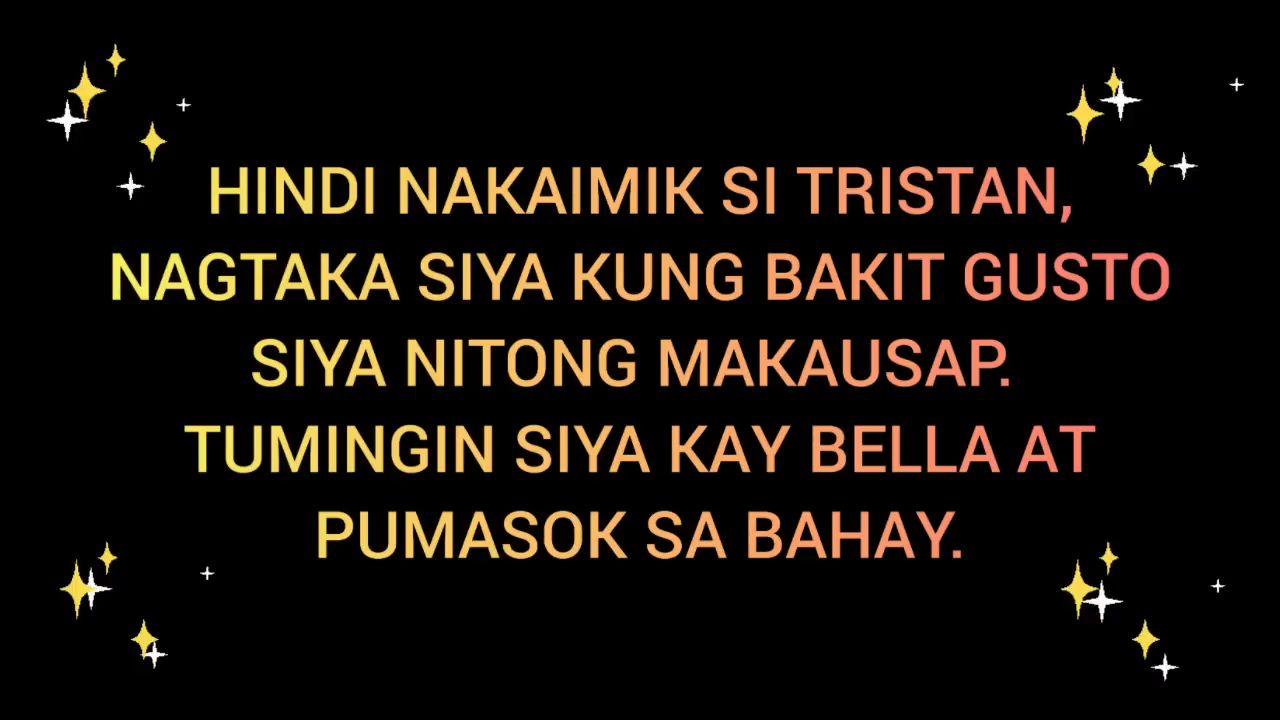 HINDI NAKAIMIK SI TRISTAN,
NAGTAKA SIYA KUNG BAKIT GUSTO
SIYA NITONG MAKAUSAP.
TUMINGIN SIYA KAY BELLA AT
PUMASOK SA BAHAY.